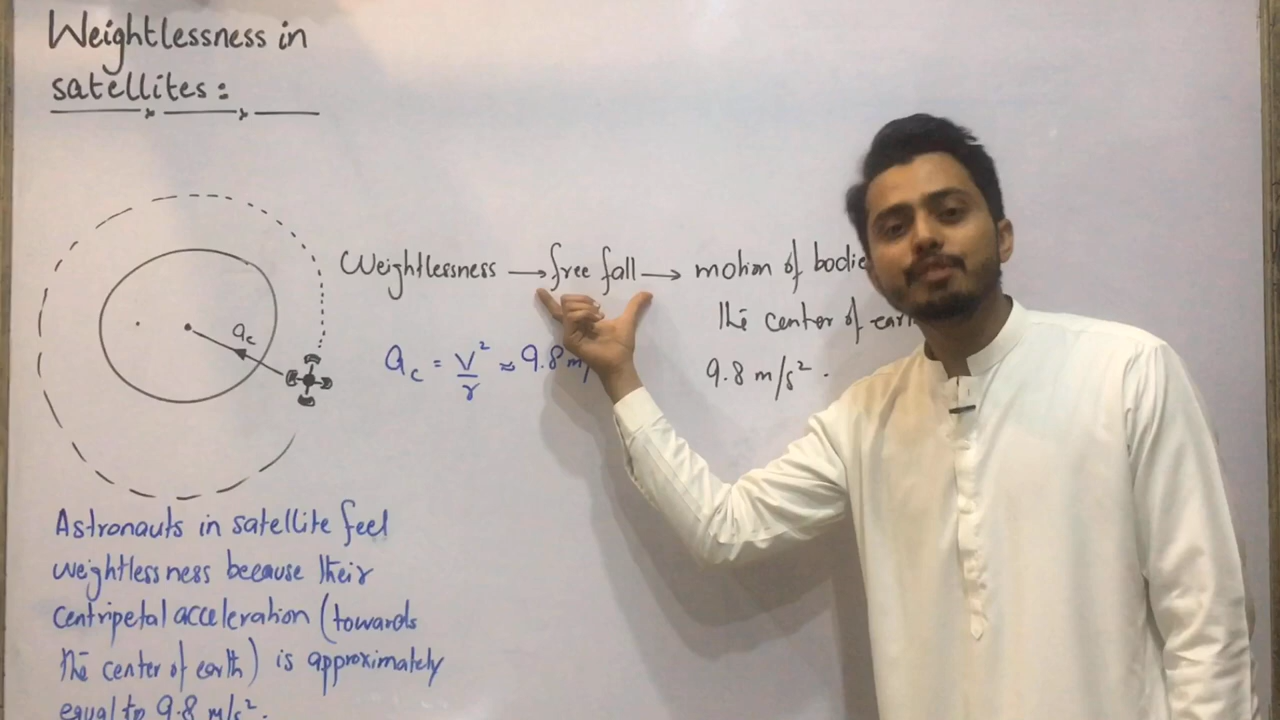 Weightlessness in
satellites:
Weightlessness → free fall → motion of bodie
The center of earth
9.8 m/s².
ac
ac = v²/r ≈ 9.8 m/
Astronauts in satellite feel
weightlessness because their
centripetal acceleration (towards
the center of earth) is approximately
equal to 9.8 m/s².